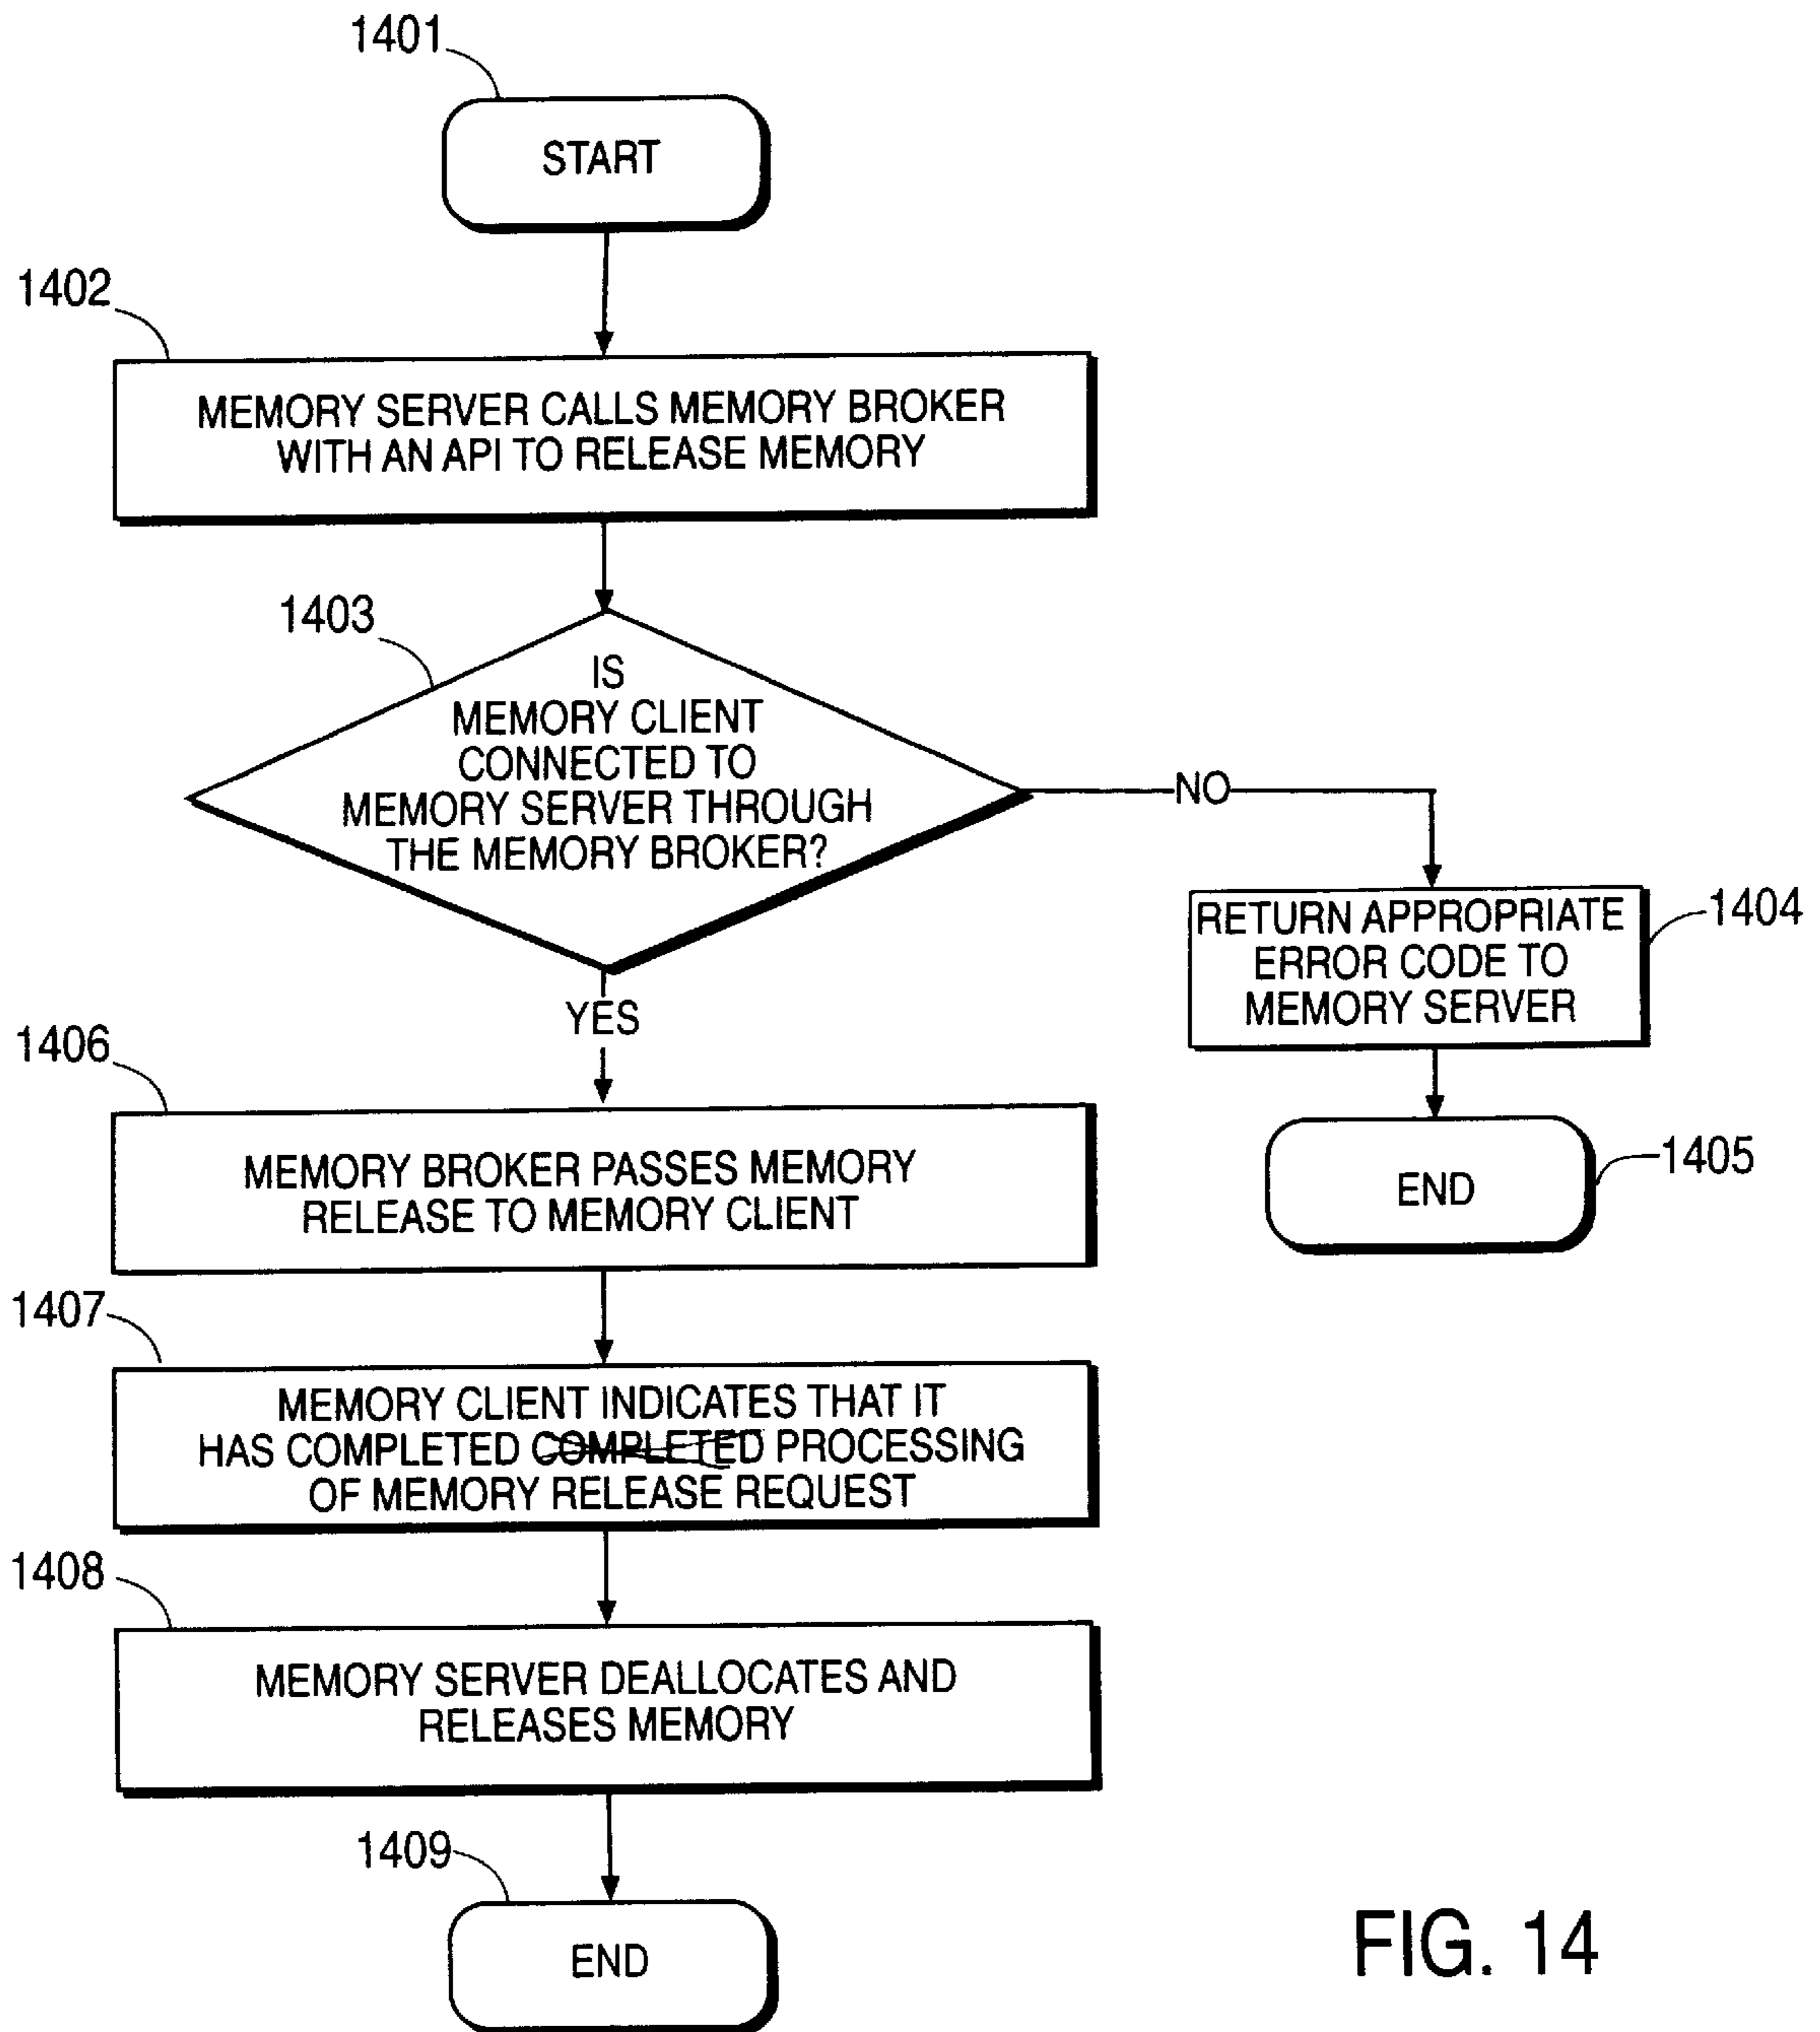 1401
START
1402
MEMORY SERVER CALLS MEMORY BROKER
WITH AN API TO RELEASE MEMORY
1403
IS
MEMORY CLIENT
CONNECTED TO
MEMORY SERVER THROUGH
THE MEMORY BROKER?
NO
RETURN APPROPRIATE
ERROR CODE TO
MEMORY SERVER
1404
YES
1406
MEMORY BROKER PASSES MEMORY
RELEASE TO MEMORY CLIENT
END
1405
1407
MEMORY CLIENT INDICATES THAT IT
HAS COMPLETED COMPLETED PROCESSING
OF MEMORY RELEASE REQUEST
1408
MEMORY SERVER DEALLOCATES AND
RELEASES MEMORY
1409
END
FIG. 14